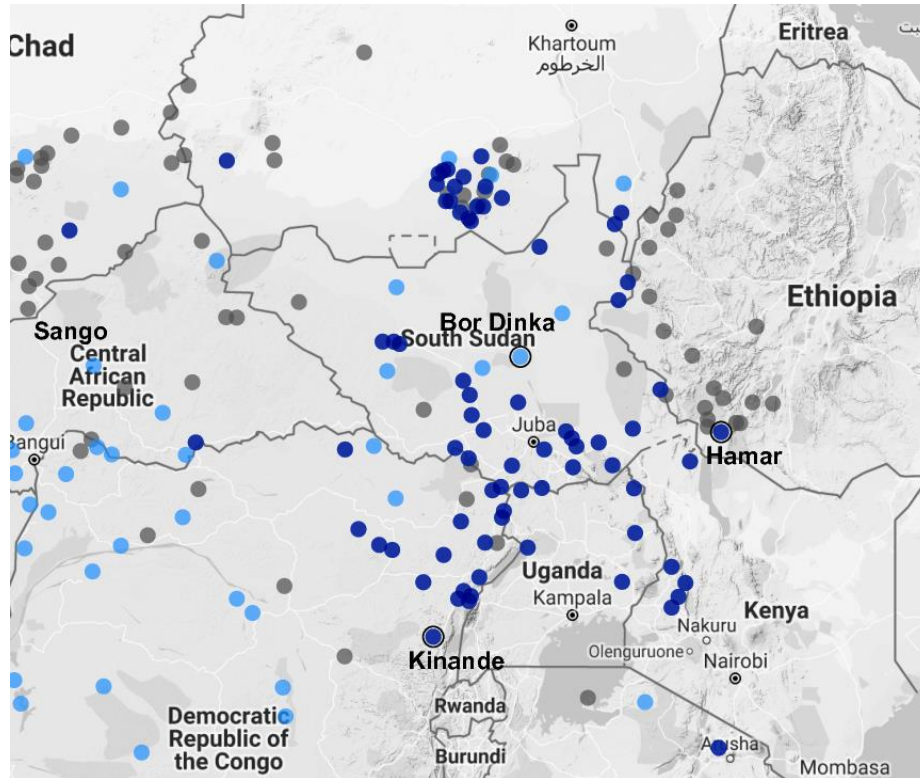 Chad
Khartoum
الخرطوم
Eritrea
Ethiopia
Sango
Central
African
Republic
Bor Dinka
South Sudan
Bangui
Juba
Hamar
Uganda
Kampala
Kenya
Nakuru
Olenguruone
Nairobi
Kinande
Rwanda
Burundi
Democratic
Republic of
the Congo
Arusha
Mombasa